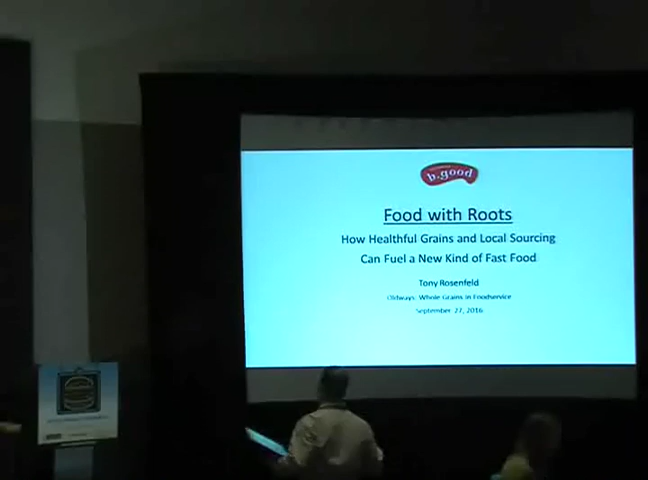 b.good
Food with Roots
How Healthful Grains and Local Sourcing
Can Fuel a New Kind of Fast Food
Tony Rosenfeld
Oldways: Whole Grains in Foodservice
September 27, 2016